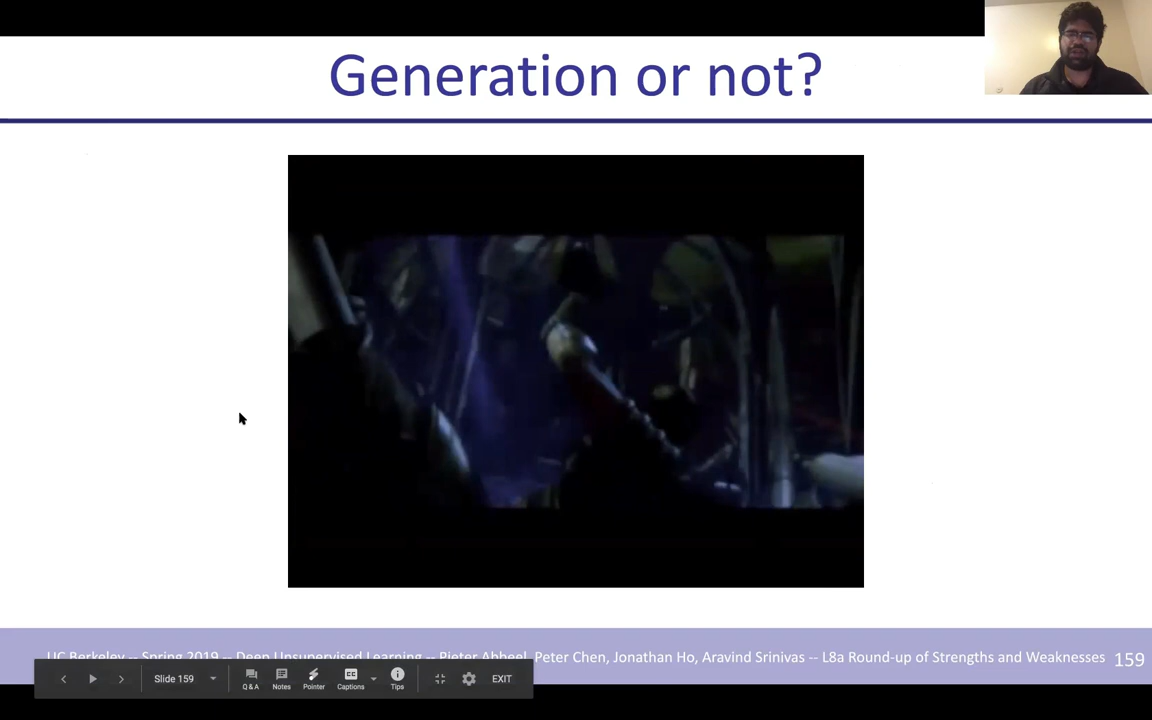 Generation or not?
UC Berkeley -- Spring 2019 -- Deep Unsupervised Learning -- Pieter Abbeel, Peter Chen, Jonathan Ho, Aravind Srinivas -- L8a Round-up of Strengths and Weaknesses 159
Slide 159 Q & A Notes Pointer Captions Tips EXIT